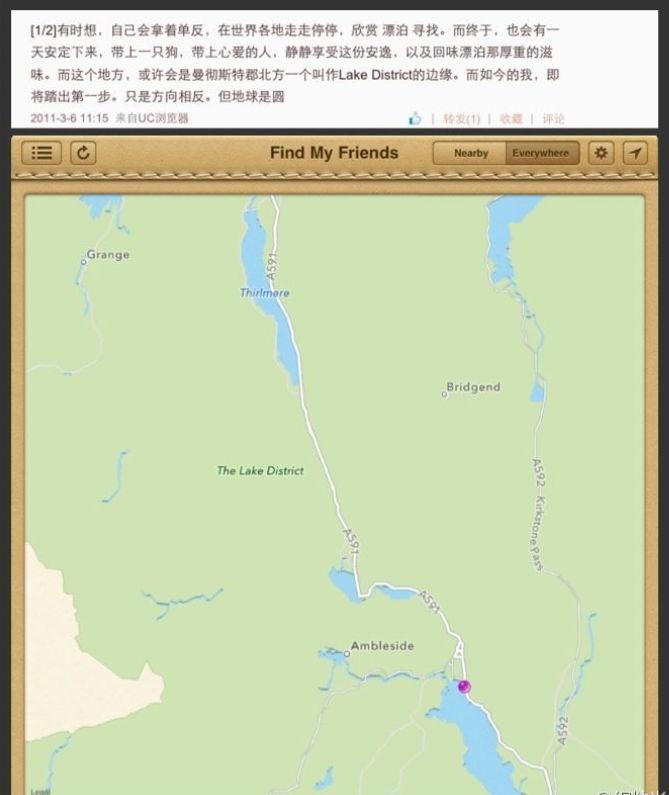 [1/2]有时想，自己会拿着单反，在世界各地走走停停，欣赏 漂泊 寻找。而终于，也会有一
天安定下来，带上一只狗，带上心爱的人，静静享受这份安逸，以及回味漂泊那厚重的滋
味。而这个地方，或许会是曼彻斯特郡北方一个叫作Lake District的边缘。而如今的我，即
将踏出第一步。只是方向相反。但地球是圆
2011-3-6 11:15 来自UC浏览器
转发(1) | 收藏 | 评论
Find My Friends
Nearby
Everywhere
Grange
A591
Thirlmere
Bridgend
The Lake District
A592
Kirkstone Pass
A591
A591
Ambleside
A592
Legal